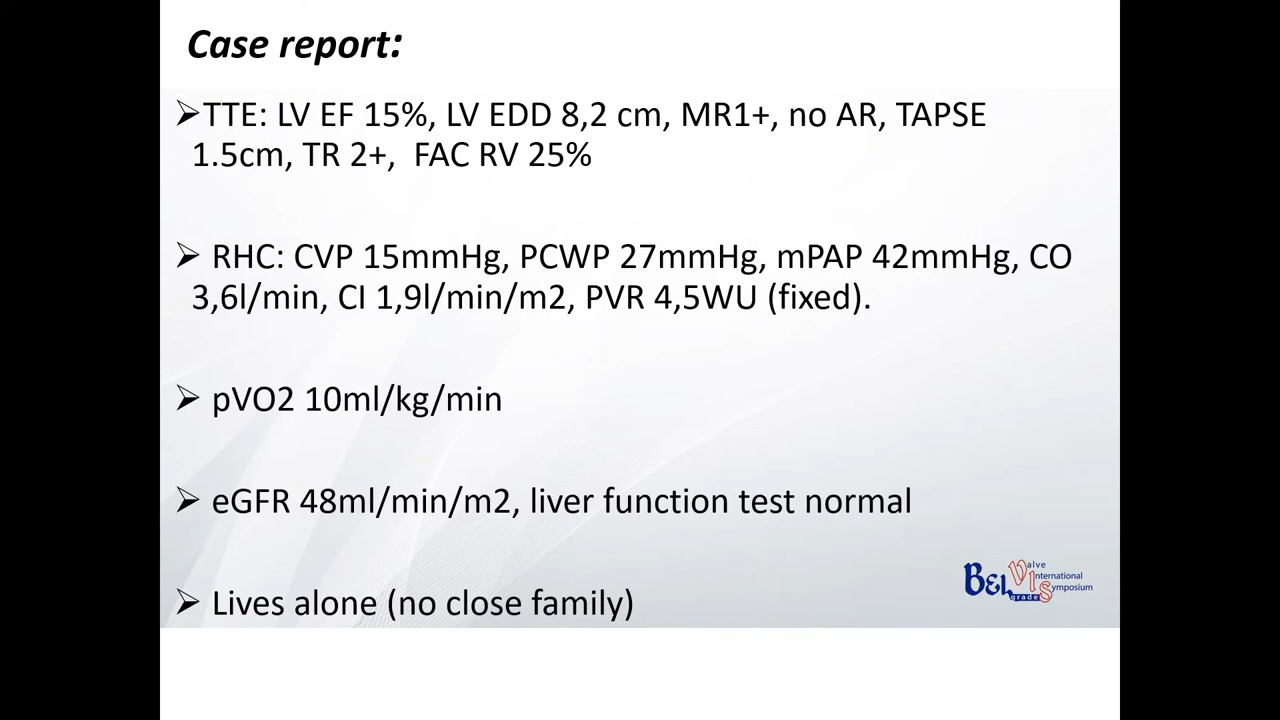 Case report:
➢TTE: LV EF 15%, LV EDD 8,2 cm, MR1+, no AR, TAPSE
1.5cm, TR 2+, FAC RV 25%
➢ RHC: CVP 15mmHg, PCWP 27mmHg, mPAP 42mmHg, CO
3,6l/min, CI 1,9l/min/m2, PVR 4,5WU (fixed).
➢ pVO2 10ml/kg/min
➢ eGFR 48ml/min/m2, liver function test normal
➢ Lives alone (no close family)
BEL Valve
International
grade Symposium